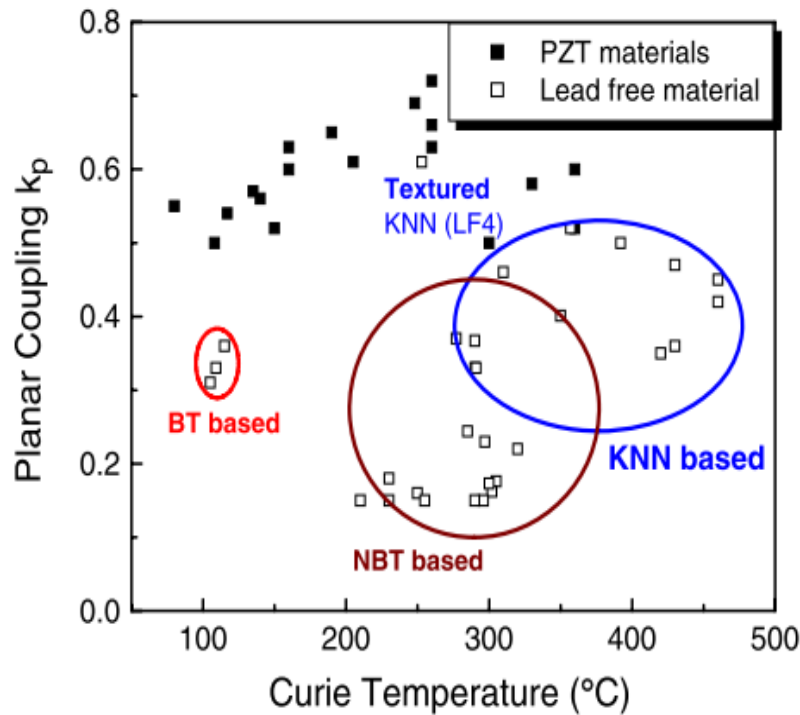 0.8
0.6
0.4
0.2
0.0
Planar Coupling kp
PZT materials
Lead free material
Textured
KNN (LF4)
BT based
KNN based
NBT based
100 200 300 400 500
Curie Temperature (ºC)